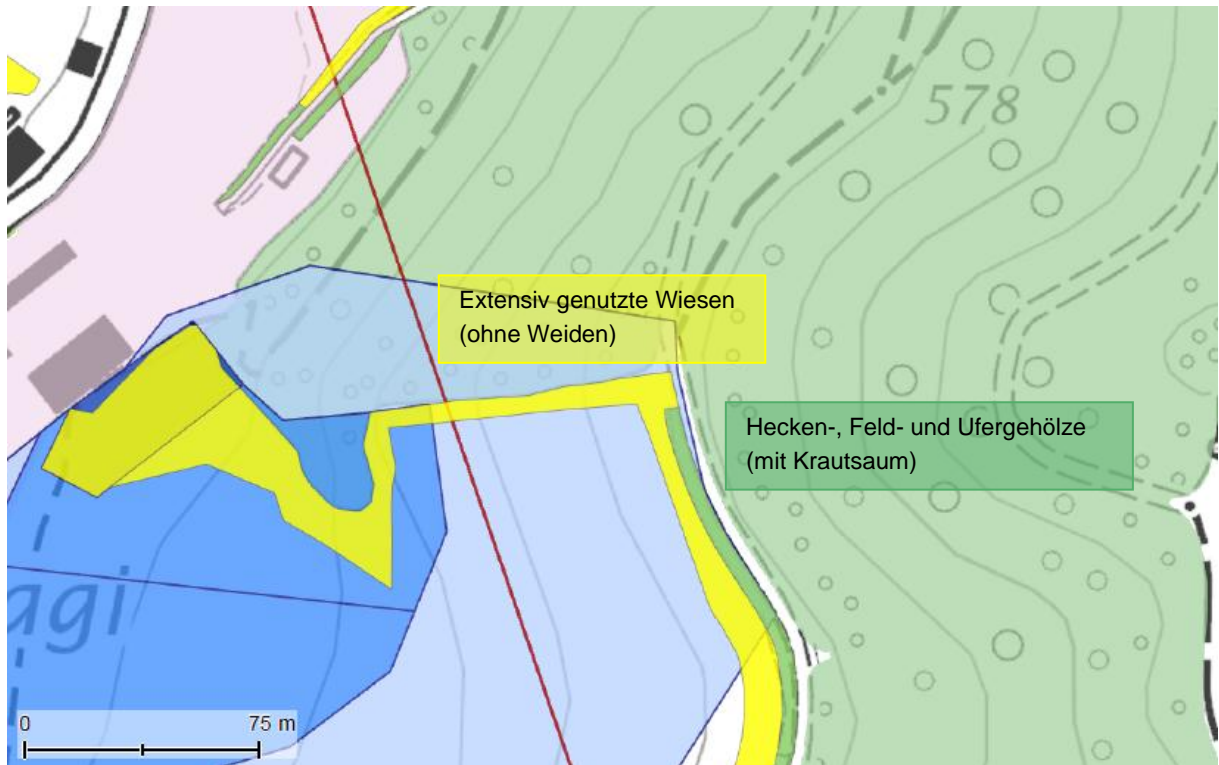 578
Extensiv genutzte Wiesen
(ohne Weiden)
Hecken-, Feld- und Ufergehölze
(mit Krautsaum)
agi
0 75 m